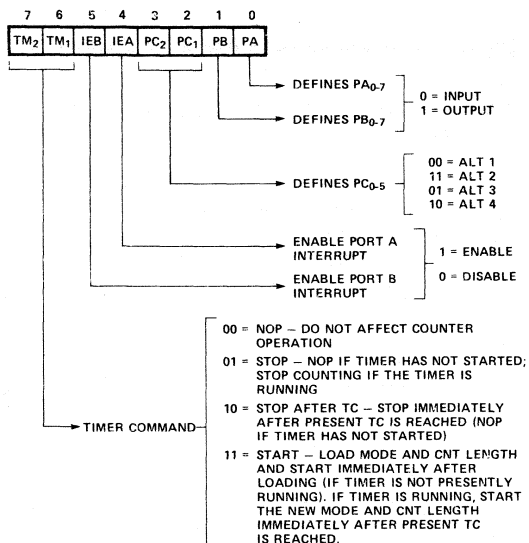 7 6 5 4 3 2 1 0
TM2 TM1 IEB IEA PC2 PC1 PB PA
DEFINES PA0-7
DEFINES PB0-7
0 = INPUT
1 = OUTPUT
DEFINES PC0-5
00 = ALT 1
11 = ALT 2
01 = ALT 3
10 = ALT 4
ENABLE PORT A
INTERRUPT
ENABLE PORT B
INTERRUPT
1 = ENABLE
0 = DISABLE
TIMER COMMAND
00 = NOP – DO NOT AFFECT COUNTER
OPERATION
01 = STOP – NOP IF TIMER HAS NOT STARTED;
STOP COUNTING IF THE TIMER IS
RUNNING
10 = STOP AFTER TC – STOP IMMEDIATELY
AFTER PRESENT TC IS REACHED (NOP
IF TIMER HAS NOT STARTED)
11 = START – LOAD MODE AND CNT LENGTH
AND START IMMEDIATELY AFTER
LOADING (IF TIMER IS NOT PRESENTLY
RUNNING). IF TIMER IS RUNNING, START
THE NEW MODE AND CNT LENGTH
IMMEDIATELY AFTER PRESENT TC
IS REACHED.